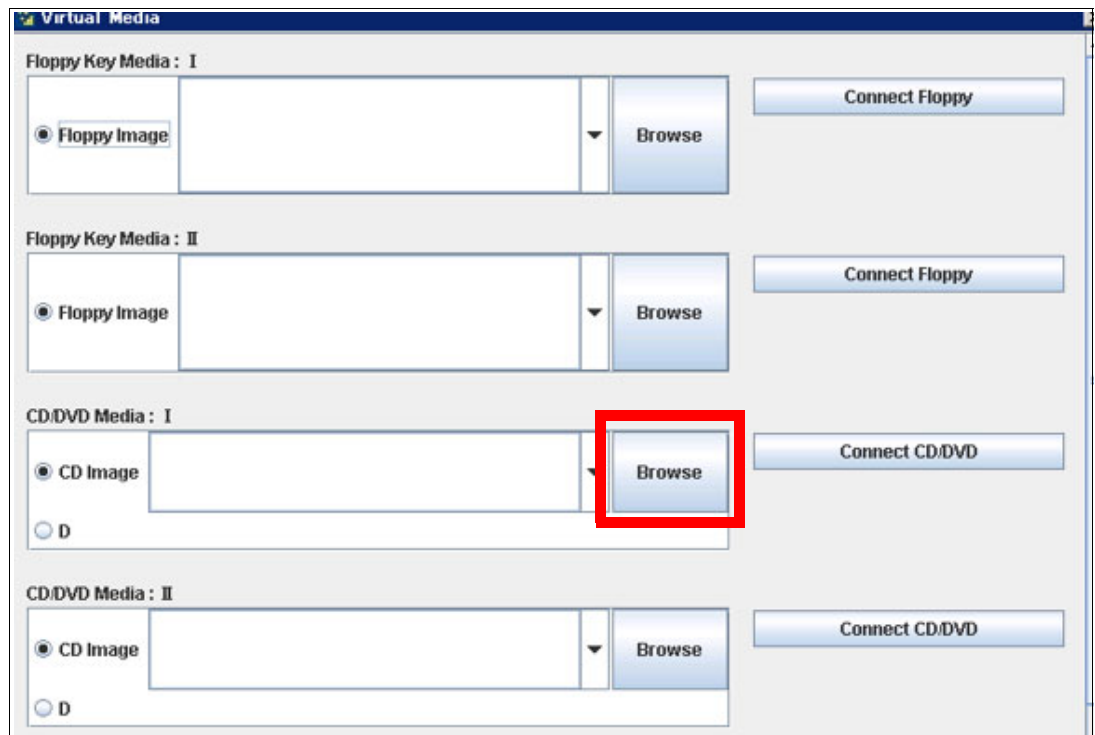 Virtual Media
Floppy Key Media : I
Connect Floppy
Floppy Image
Browse
Floppy Key Media : II
Connect Floppy
Floppy Image
Browse
CD/DVD Media : I
Connect CD/DVD
CD Image
Browse
D
CD/DVD Media : II
Connect CD/DVD
CD Image
Browse
D